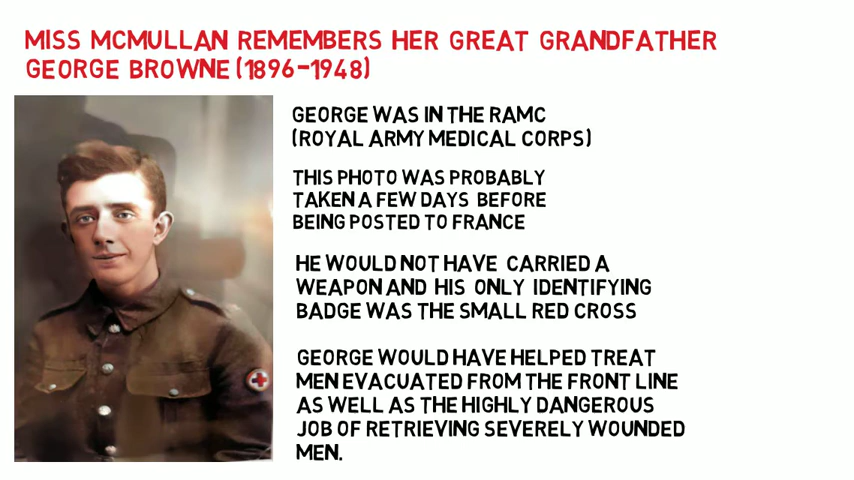 MISS MCMULLAN REMEMBERS HER GREAT GRANDFATHER
GEORGE BROWNE (1896-1948)
GEORGE WAS IN THE RAMC
(ROYAL ARMY MEDICAL CORPS)
THIS PHOTO WAS PROBABLY
TAKEN A FEW DAYS BEFORE
BEING POSTED TO FRANCE
HE WOULD NOT HAVE CARRIED A
WEAPON AND HIS ONLY IDENTIFYING
BADGE WAS THE SMALL RED CROSS
GEORGE WOULD HAVE HELPED TREAT
MEN EVACUATED FROM THE FRONT LINE
AS WELL AS THE HIGHLY DANGEROUS
JOB OF RETRIEVING SEVERELY WOUNDED
MEN.